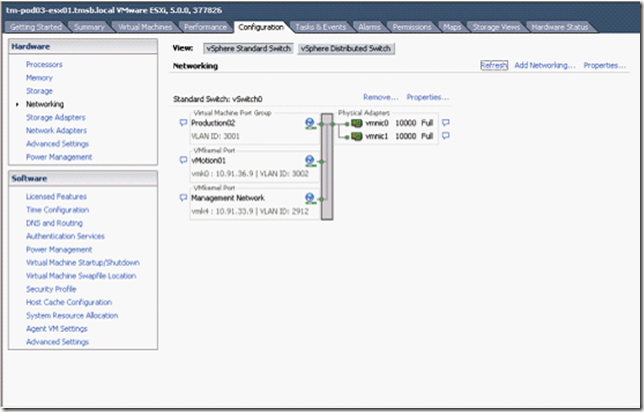 tm-pod03-esx01.tmsb.local VMware ESXi, 5.0.0, 377826
Getting Started Summary Virtual Machines Performance Configuration Tasks & Events Alarms Permissions Maps Storage Views Hardware Status
Hardware
Processors
Memory
Storage
Networking
Storage Adapters
Network Adapters
Advanced Settings
Power Management
Software
Licensed Features
Time Configuration
DNS and Routing
Authentication Services
Power Management
Virtual Machine Startup/Shutdown
Virtual Machine Swapfile Location
Security Profile
Host Cache Configuration
System Resource Allocation
Agent VM Settings
Advanced Settings
View: vSphere Standard Switch vSphere Distributed Switch
Networking
Refresh Add Networking... Properties...
Standard Switch: vSwitch0 Remove... Properties...
Virtual Machine Port Group
Production02
VLAN ID: 3001
VMkernel Port
vMotion01
vmk0 : 10.91.36.9 | VLAN ID: 3002
VMkernel Port
Management Network
vmk4 : 10.91.33.9 | VLAN ID: 2912
Physical Adapters
vmnic0 10000 Full
vmnic1 10000 Full